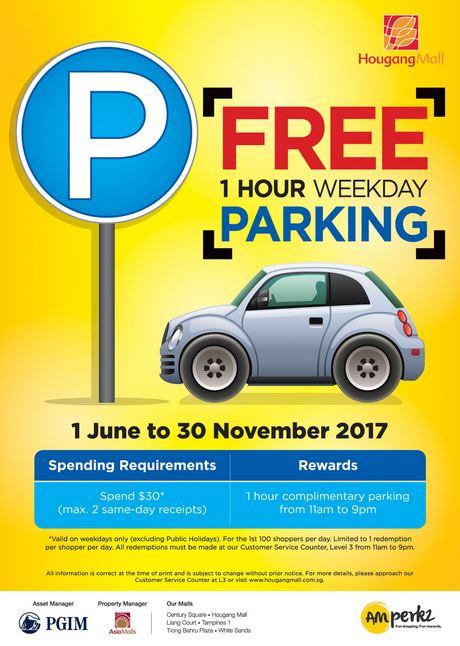 HougangMall
P
FREE
1 HOUR WEEKDAY
PARKING
1 June to 30 November 2017
Spending Requirements
Rewards
Spend $30*
(max. 2 same-day receipts)
1 hour complimentary parking
from 11am to 9pm
*Valid on weekdays only (excluding Public Holidays). For the 1st 100 shoppers per day. Limited to 1 redemption
per shopper per day. All redemptions must be made at our Customer Service Counter, Level 3 from 11am to 9pm.
All information is correct at the time of print and is subject to change without prior notice. For more details, please approach our
Customer Service Counter at L3 or visit www.hougangmall.com.sg.
Asset Manager
PGIM
Property Manager
AsiaMalls
Our Malls
Century Square • Hougang Mall
Liang Court • Tampines 1
Tiong Bahru Plaza • White Sands
AMperkz
Fun shopping. Fun rewards.